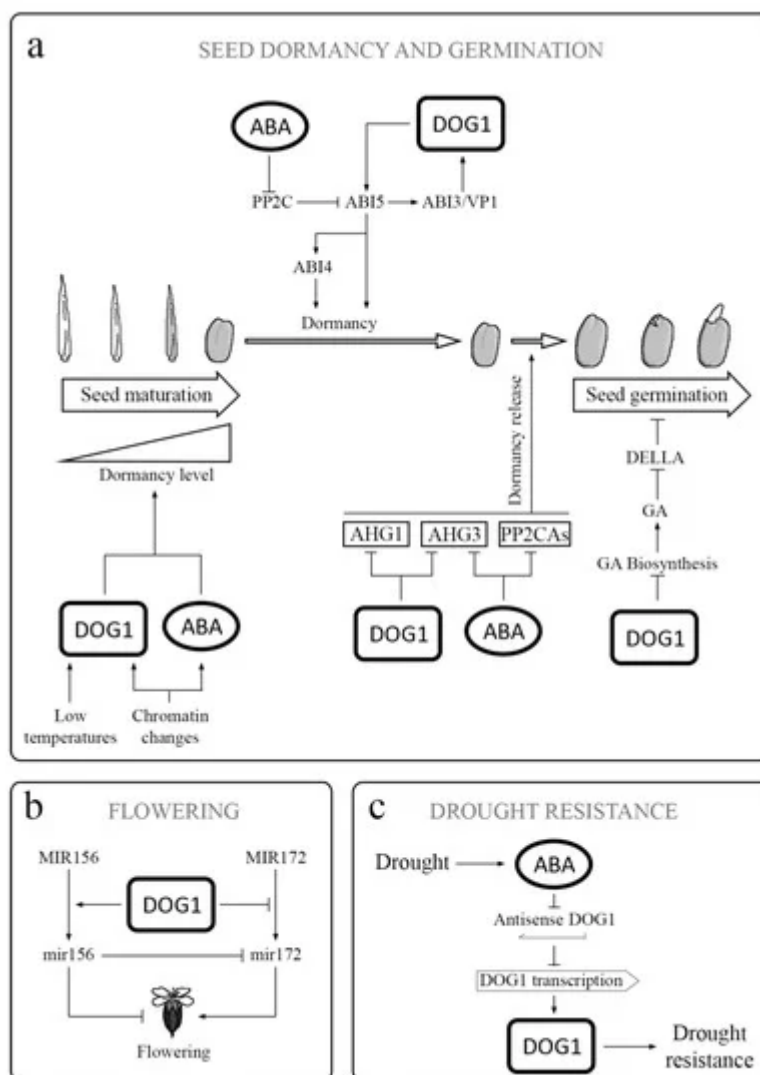 a
SEED DORMANCY AND GERMINATION
ABA
DOG1
PP2C
ABI5
ABI3/VP1
ABI4
Dormancy
Seed maturation
Seed germination
Dormancy level
Dormancy release
DELLA
GA
GA Biosynthesis
AHG1
AHG3
PP2CAs
DOG1
ABA
DOG1
ABA
DOG1
Low
temperatures
Chromatin
changes
b
FLOWERING
MIR156
MIR172
DOG1
mir156
mir172
Flowering
c
DROUGHT RESISTANCE
Drought
ABA
Antisense DOG1
DOG1 transcription
DOG1
Drought
resistance